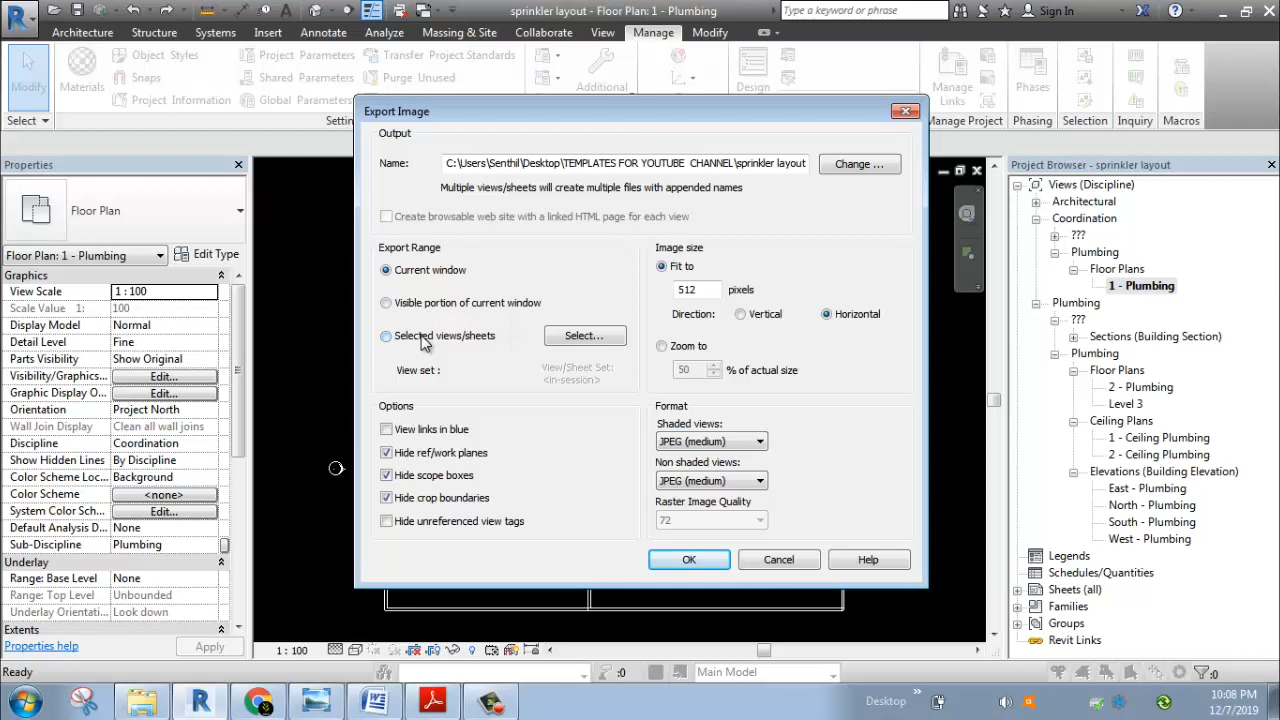 sprinkler layout - Floor Plan: 1 - Plumbing
Type a keyword or phrase
Sign In
Architecture
Structure
Systems
Insert
Annotate
Analyze
Massing & Site
Collaborate
View
Manage
Modify
Modify
Materials
Object Styles
Snaps
Project Information
Project Parameters
Shared Parameters
Global Parameters
Transfer Project Standards
Purge Unused
Additional
Design
Manage
Links
Phases
Select
Manage Project
Phasing
Selection
Inquiry
Macros
Properties
Floor Plan
Floor Plan: 1 - Plumbing
Edit Type
Graphics
View Scale
1 : 100
Scale Value 1:
100
Display Model
Normal
Detail Level
Fine
Parts Visibility
Show Original
Visibility/Graphics...
Edit...
Graphic Display O...
Edit...
Orientation
Project North
Wall Join Display
Clean all wall joins
Discipline
Coordination
Show Hidden Lines
By Discipline
Color Scheme Loc...
Background
Color Scheme
<none>
System Color Sch...
Edit...
Default Analysis D...
None
Sub-Discipline
Plumbing
Underlay
Range: Base Level
None
Range: Top Level
Unbounded
Underlay Orientati...
Look down
Extents
Properties help
Apply
Export Image
Output
Name:
C:\Users\Senthil\Desktop\TEMPLATES FOR YOUTUBE CHANNEL\sprinkler layout
Change ...
Multiple views/sheets will create multiple files with appended names
Create browsable web site with a linked HTML page for each view
Export Range
Current window
Visible portion of current window
Selected views/sheets
Select...
View set :
View/Sheet Set:
<in-session>
Image size
Fit to
512
pixels
Direction:
Vertical
Horizontal
Zoom to
50
% of actual size
Options
View links in blue
Hide ref/work planes
Hide scope boxes
Hide crop boundaries
Hide unreferenced view tags
Format
Shaded views:
JPEG (medium)
Non shaded views:
JPEG (medium)
Raster Image Quality
72
OK
Cancel
Help
Project Browser - sprinkler layout
Views (Discipline)
Architectural
Coordination
???
Plumbing
Floor Plans
1 - Plumbing
Plumbing
???
Sections (Building Section)
Plumbing
Floor Plans
2 - Plumbing
Level 3
Ceiling Plans
1 - Ceiling Plumbing
2 - Ceiling Plumbing
Elevations (Building Elevation)
East - Plumbing
North - Plumbing
South - Plumbing
West - Plumbing
Legends
Schedules/Quantities
Sheets (all)
Families
Groups
Revit Links
1 : 100
Ready
:0
Main Model
:0
Desktop
10:08 PM
12/7/2019